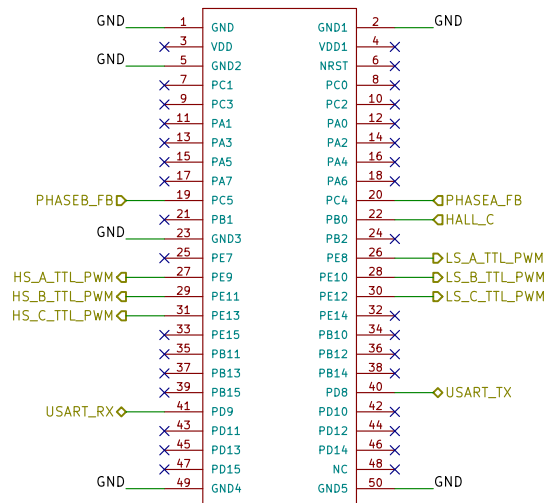 GND 1 GND GND1 2 GND
3 VDD VDD1 4
GND 5 GND2 NRST 6
7 PC1 PC0 8
9 PC3 PC2 10
11 PA1 PA0 12
13 PA3 PA2 14
15 PA5 PA4 16
17 PA7 PA6 18
PHASEB_FB 19 PC5 PC4 20 PHASEA_FB
21 PB1 PB0 22 HALL_C
GND 23 GND3 PB2 24
25 PE7 PE8 26 LS_A_TTL_PWM
HS_A_TTL_PWM 27 PE9 PE10 28 LS_B_TTL_PWM
HS_B_TTL_PWM 29 PE11 PE12 30 LS_C_TTL_PWM
HS_C_TTL_PWM 31 PE13 PE14 32
33 PE15 PB10 34
35 PB11 PB12 36
37 PB13 PB14 38
39 PB15 PD8 40 USART_TX
USART_RX 41 PD9 PD10 42
43 PD11 PD12 44
45 PD13 PD14 46
47 PD15 NC 48
GND 49 GND4 GND5 50 GND